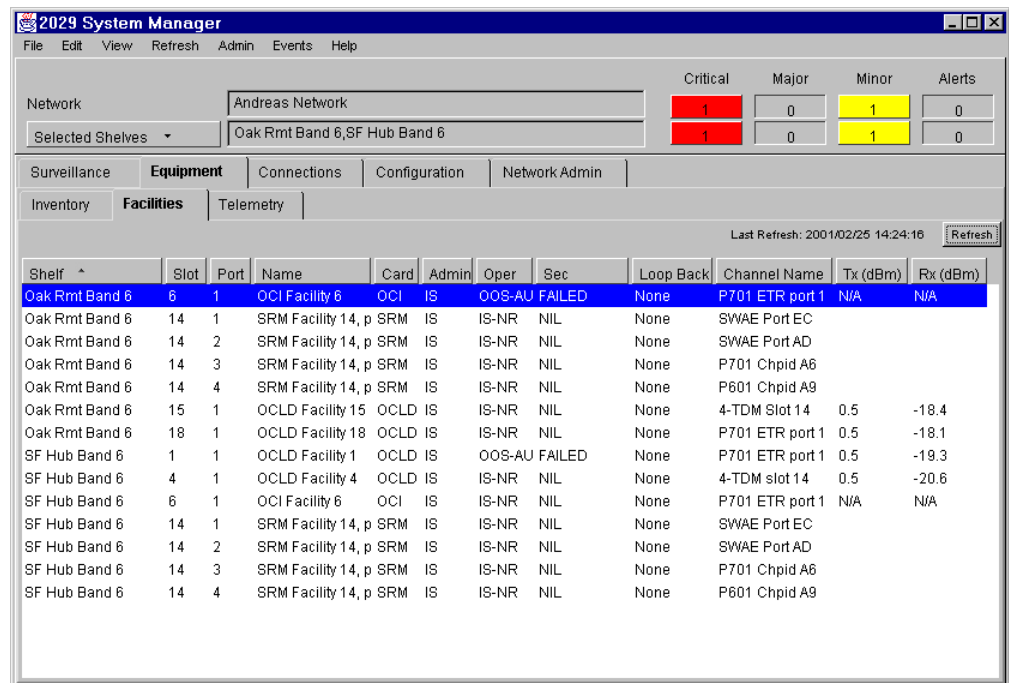 2029 System Manager
File Edit View Refresh Admin Events Help
Critical Major Minor Alerts
Network Andreas Network 1 0 1 0
Selected Shelves Oak Rmt Band 6,SF Hub Band 6 1 0 1 0
Surveillance Equipment Connections Configuration Network Admin
Inventory Facilities Telemetry
Last Refresh: 2001/02/25 14:24:16 Refresh
Shelf Slot Port Name Card Admin Oper Sec Loop Back Channel Name Tx (dBm) Rx (dBm)
Oak Rmt Band 6 6 1 OCI Facility 6 OCI IS OOS-AU FAILED None P701 ETR port 1 N/A N/A
Oak Rmt Band 6 14 1 SRM Facility 14, p SRM IS IS-NR NIL None SWAE Port EC
Oak Rmt Band 6 14 2 SRM Facility 14, p SRM IS IS-NR NIL None SWAE Port AD
Oak Rmt Band 6 14 3 SRM Facility 14, p SRM IS IS-NR NIL None P701 Chpid A6
Oak Rmt Band 6 14 4 SRM Facility 14, p SRM IS IS-NR NIL None P601 Chpid A9
Oak Rmt Band 6 15 1 OCLD Facility 15 OCLD IS IS-NR NIL None 4-TDM Slot 14 0.5 -18.4
Oak Rmt Band 6 18 1 OCLD Facility 18 OCLD IS IS-NR NIL None P701 ETR port 1 0.5 -18.1
SF Hub Band 6 1 1 OCLD Facility 1 OCLD IS OOS-AU FAILED None P701 ETR port 1 0.5 -19.3
SF Hub Band 6 4 1 OCLD Facility 4 OCLD IS IS-NR NIL None 4-TDM slot 14 0.5 -20.6
SF Hub Band 6 6 1 OCI Facility 6 OCI IS IS-NR NIL None P701 ETR port 1 N/A N/A
SF Hub Band 6 14 1 SRM Facility 14, p SRM IS IS-NR NIL None SWAE Port EC
SF Hub Band 6 14 2 SRM Facility 14, p SRM IS IS-NR NIL None SWAE Port AD
SF Hub Band 6 14 3 SRM Facility 14, p SRM IS IS-NR NIL None P701 Chpid A6
SF Hub Band 6 14 4 SRM Facility 14, p SRM IS IS-NR NIL None P601 Chpid A9